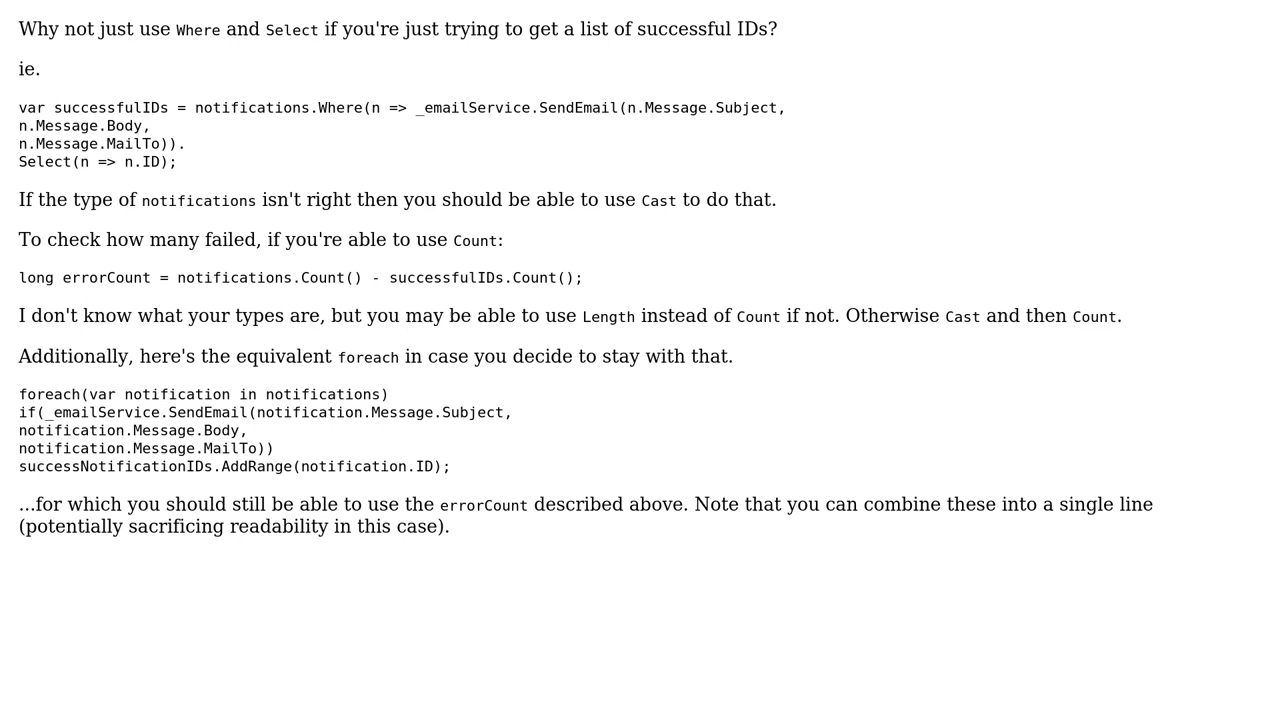 Why not just use Where and Select if you're just trying to get a list of successful IDs?
ie.
var successfulIDs = notifications.Where(n => _emailService.SendEmail(n.Message.Subject,
n.Message.Body,
n.Message.MailTo)).
Select(n => n.ID);
If the type of notifications isn't right then you should be able to use Cast to do that.
To check how many failed, if you're able to use Count:
long errorCount = notifications.Count() - successfulIDs.Count();
I don't know what your types are, but you may be able to use Length instead of Count if not. Otherwise Cast and then Count.
Additionally, here's the equivalent foreach in case you decide to stay with that.
foreach(var notification in notifications)
if(_emailService.SendEmail(notification.Message.Subject,
notification.Message.Body,
notification.Message.MailTo))
successNotificationIDs.AddRange(notification.ID);
...for which you should still be able to use the errorCount described above. Note that you can combine these into a single line
(potentially sacrificing readability in this case).